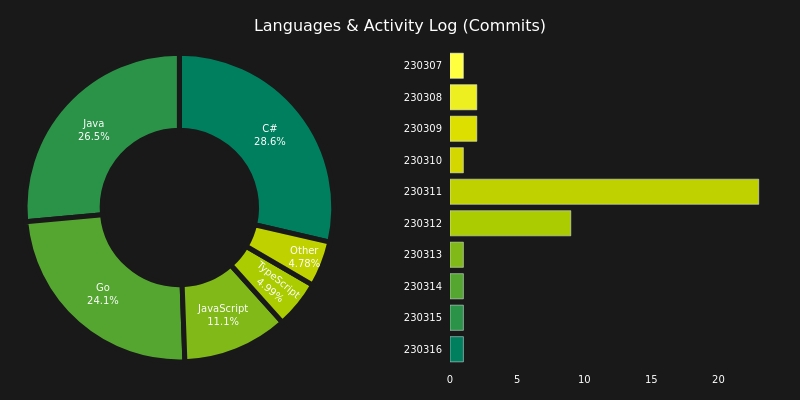 Languages & Activity Log (Commits)
Java
26.5%
C#
28.6%
Other
4.78%
TypeScript
4.99%
JavaScript
11.1%
Go
24.1%
230307
230308
230309
230310
230311
230312
230313
230314
230315
230316
0 5 10 15 20